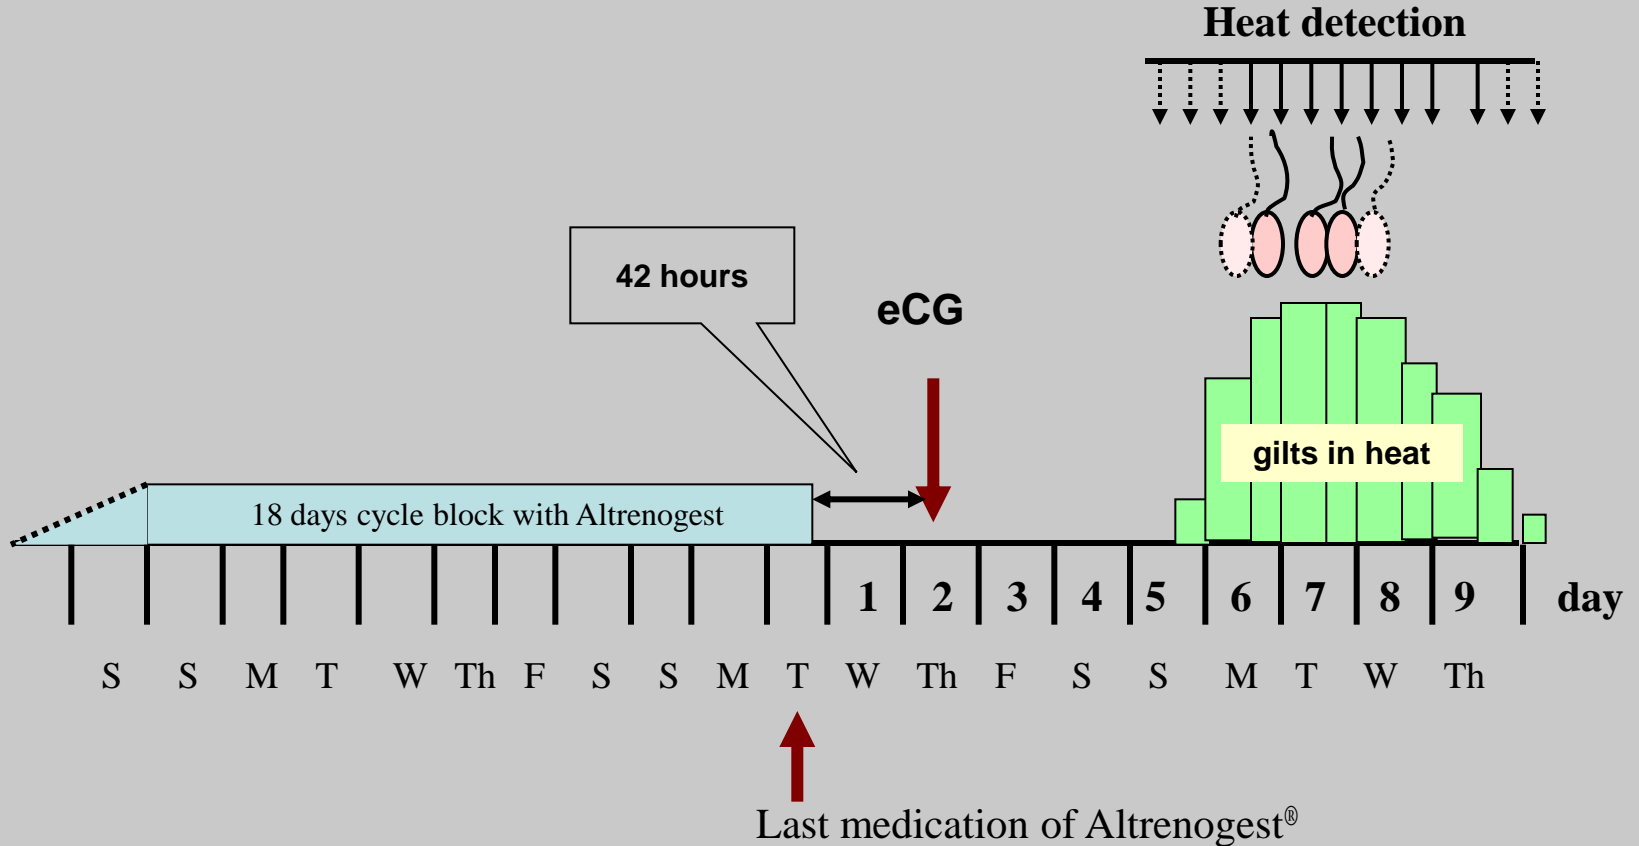 Heat detection
42 hours
eCG
gilts in heat
18 days cycle block with Altrenogest
1 2 3 4 5 6 7 8 9 day
S S M T W Th F S S M T W Th F S S M T W Th
Last medication of Altrenogest®